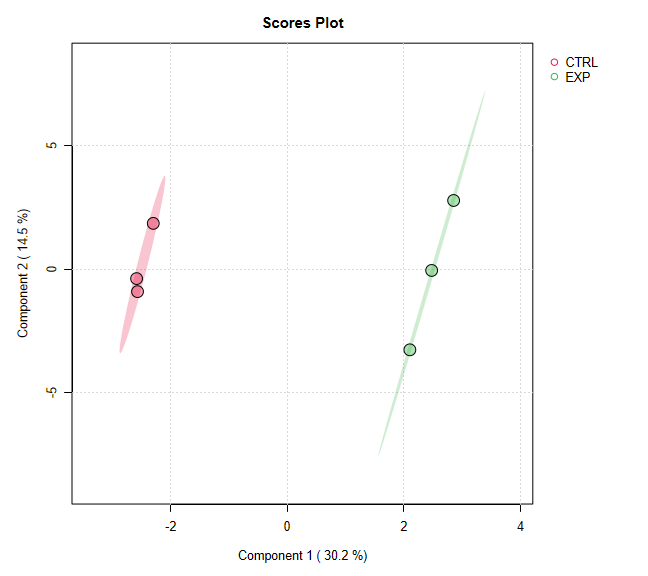 Scores Plot
CTRL
EXP
5
0
-5
Component 2 ( 14.5 %)
-2 0 2 4
Component 1 ( 30.2 %)